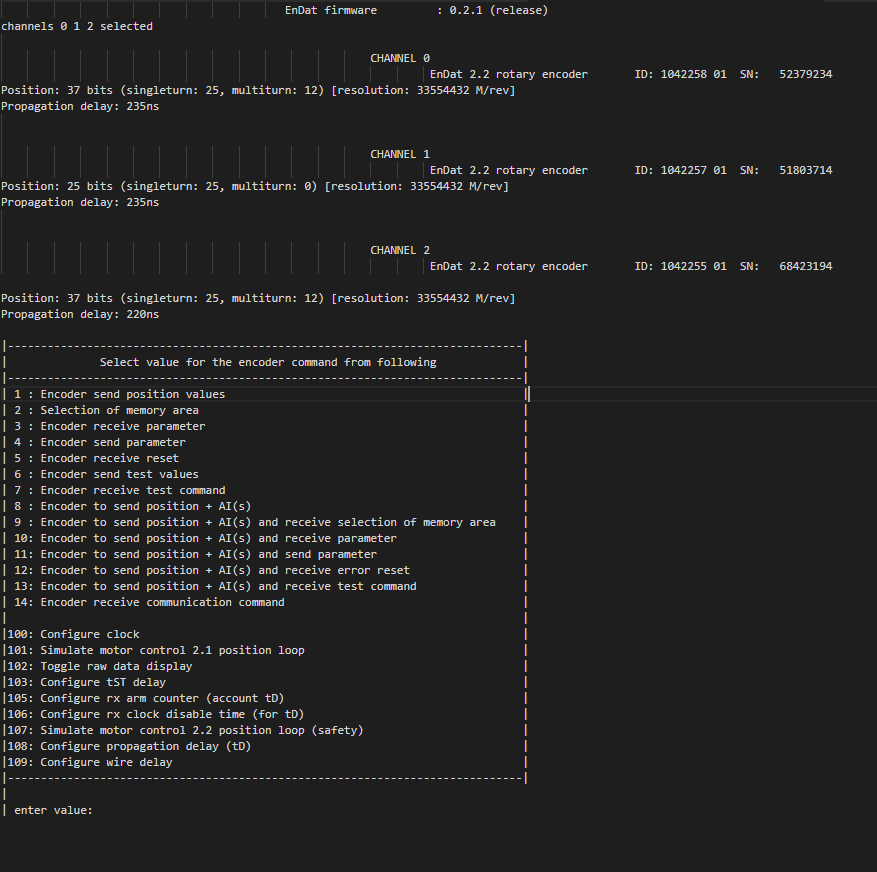 EnDat firmware : 0.2.1 (release)
channels 0 1 2 selected
CHANNEL 0
EnDat 2.2 rotary encoder ID: 1042258 01 SN: 52379234
Position: 37 bits (singleturn: 25, multiturn: 12) [resolution: 33554432 M/rev]
Propagation delay: 235ns
CHANNEL 1
EnDat 2.2 rotary encoder ID: 1042257 01 SN: 51803714
Position: 25 bits (singleturn: 25, multiturn: 0) [resolution: 33554432 M/rev]
Propagation delay: 235ns
CHANNEL 2
EnDat 2.2 rotary encoder ID: 1042255 01 SN: 68423194
Position: 37 bits (singleturn: 25, multiturn: 12) [resolution: 33554432 M/rev]
Propagation delay: 220ns
|------------------------------------------------------------------------------|
| Select value for the encoder command from following |
|------------------------------------------------------------------------------|
| 1 : Encoder send position values |
| 2 : Selection of memory area |
| 3 : Encoder receive parameter |
| 4 : Encoder send parameter |
| 5 : Encoder receive reset |
| 6 : Encoder send test values |
| 7 : Encoder receive test command |
| 8 : Encoder to send position + AI(s) |
| 9 : Encoder to send position + AI(s) and receive selection of memory area |
| 10: Encoder to send position + AI(s) and receive parameter |
| 11: Encoder to send position + AI(s) and send parameter |
| 12: Encoder to send position + AI(s) and receive error reset |
| 13: Encoder to send position + AI(s) and receive test command |
| 14: Encoder receive communication command |
| |
|100: Configure clock |
|101: Simulate motor control 2.1 position loop |
|102: Toggle raw data display |
|103: Configure tST delay |
|105: Configure rx arm counter (account tD) |
|106: Configure rx clock disable time (for tD) |
|107: Simulate motor control 2.2 position loop (safety) |
|108: Configure propagation delay (tD) |
|109: Configure wire delay |
|------------------------------------------------------------------------------|
|
| enter value: